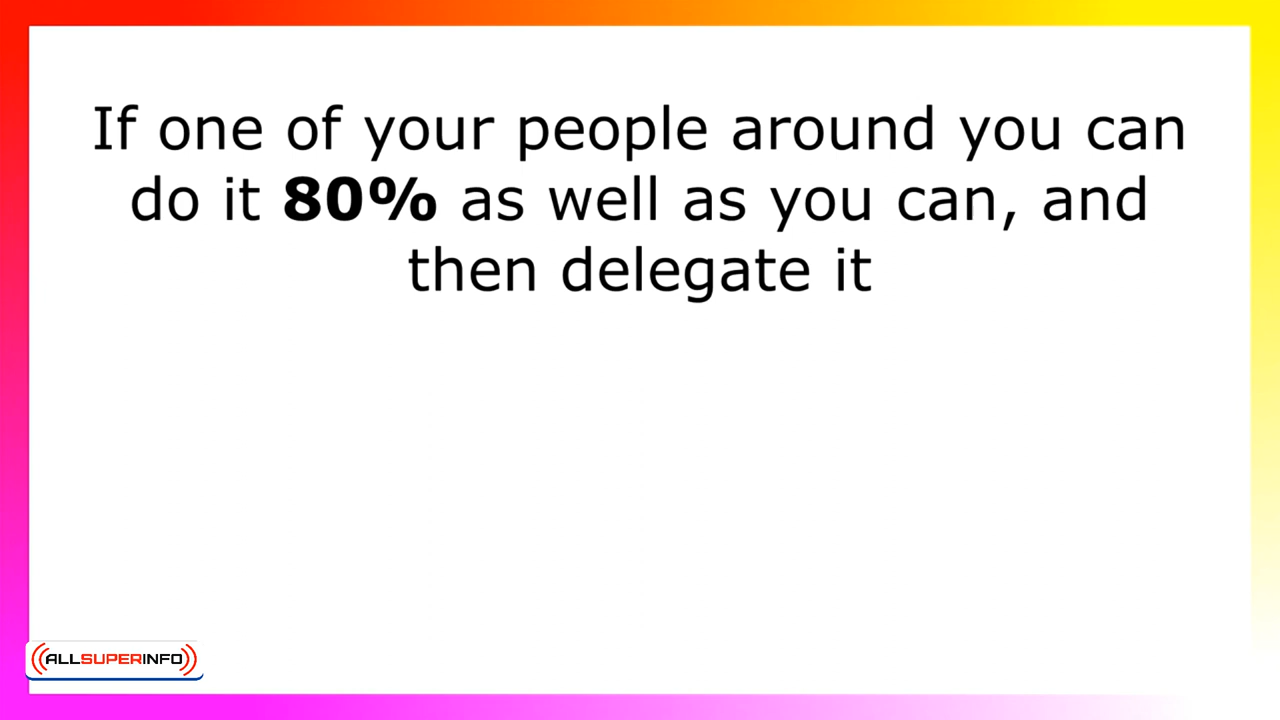 If one of your people around you can
do it 80% as well as you can, and
then delegate it
ALLSUPERINFO